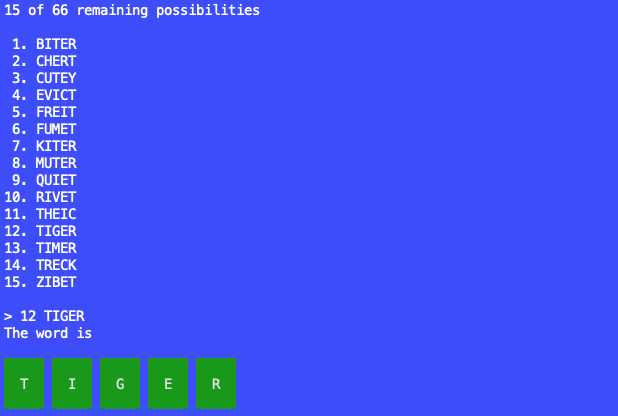 15 of 66 remaining possibilities
1. BITER
2. CHERT
3. CUTEY
4. EVICT
5. FREIT
6. FUMET
7. KITER
8. MUTER
9. QUIET
10. RIVET
11. THEIC
12. TIGER
13. TIMER
14. TRECK
15. ZIBET
> 12 TIGER
The word is
T I G E R